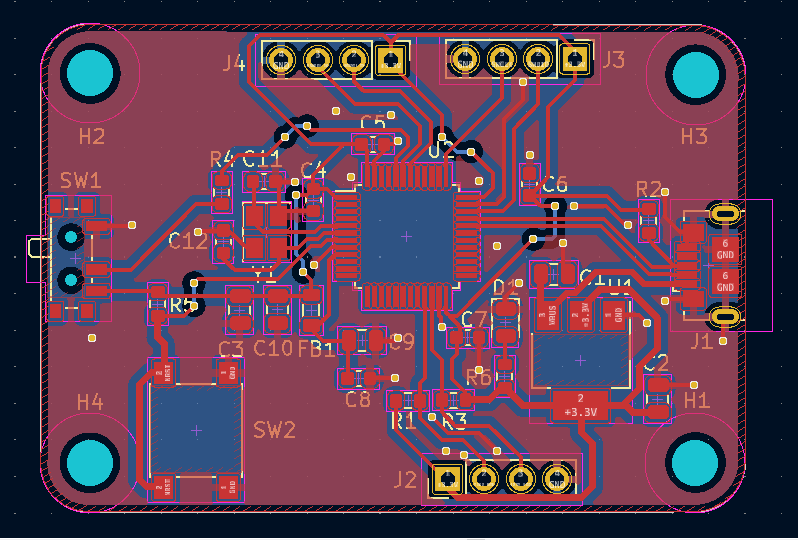 J4
J3
H2
H3
C5
U2
R4
C11
C4
C6
R2
SW1
C12
Y1
R5
C3
C10
FB1
C9
C8
D1
C7
R6
U1
3
VBUS
2
+3.3V
1
GND
6
GND
6
GND
J1
C2
2
+3.3V
R1
R3
H4
H1
SW2
2
NRST
1
GND
2
NRST
1
GND
J2